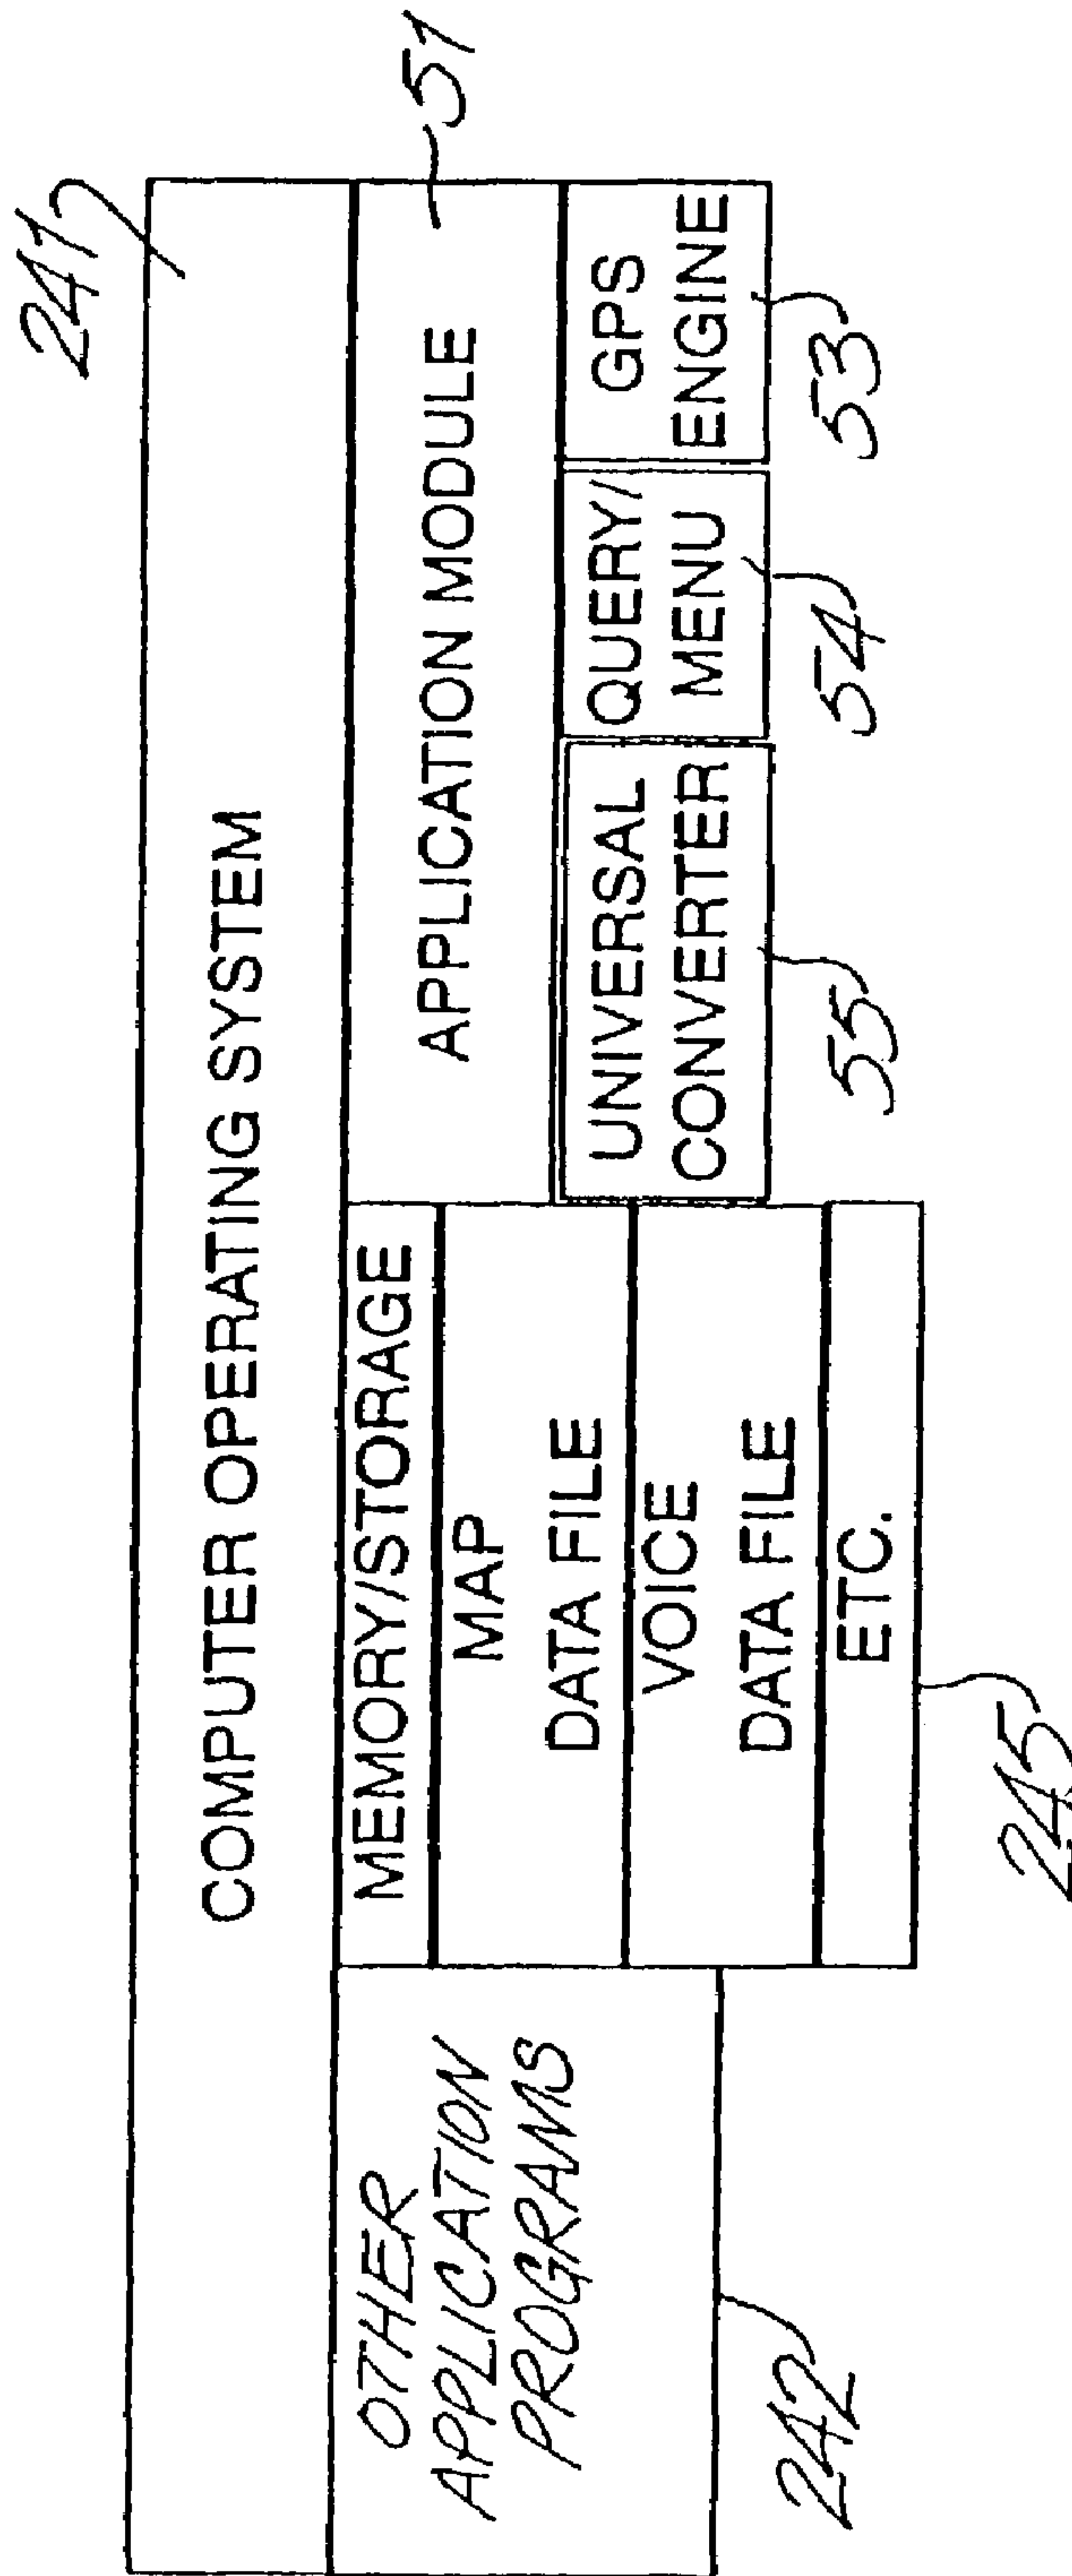 241
COMPUTER OPERATING SYSTEM
OTHER
APPLICATION
PROGRAMS
242
MEMORY/STORAGE
MAP
DATA FILE
VOICE
DATA FILE
ETC.
245
APPLICATION MODULE
51
UNIVERSAL
CONVERTER
55
QUERY/
MENU
54
GPS
ENGINE
53